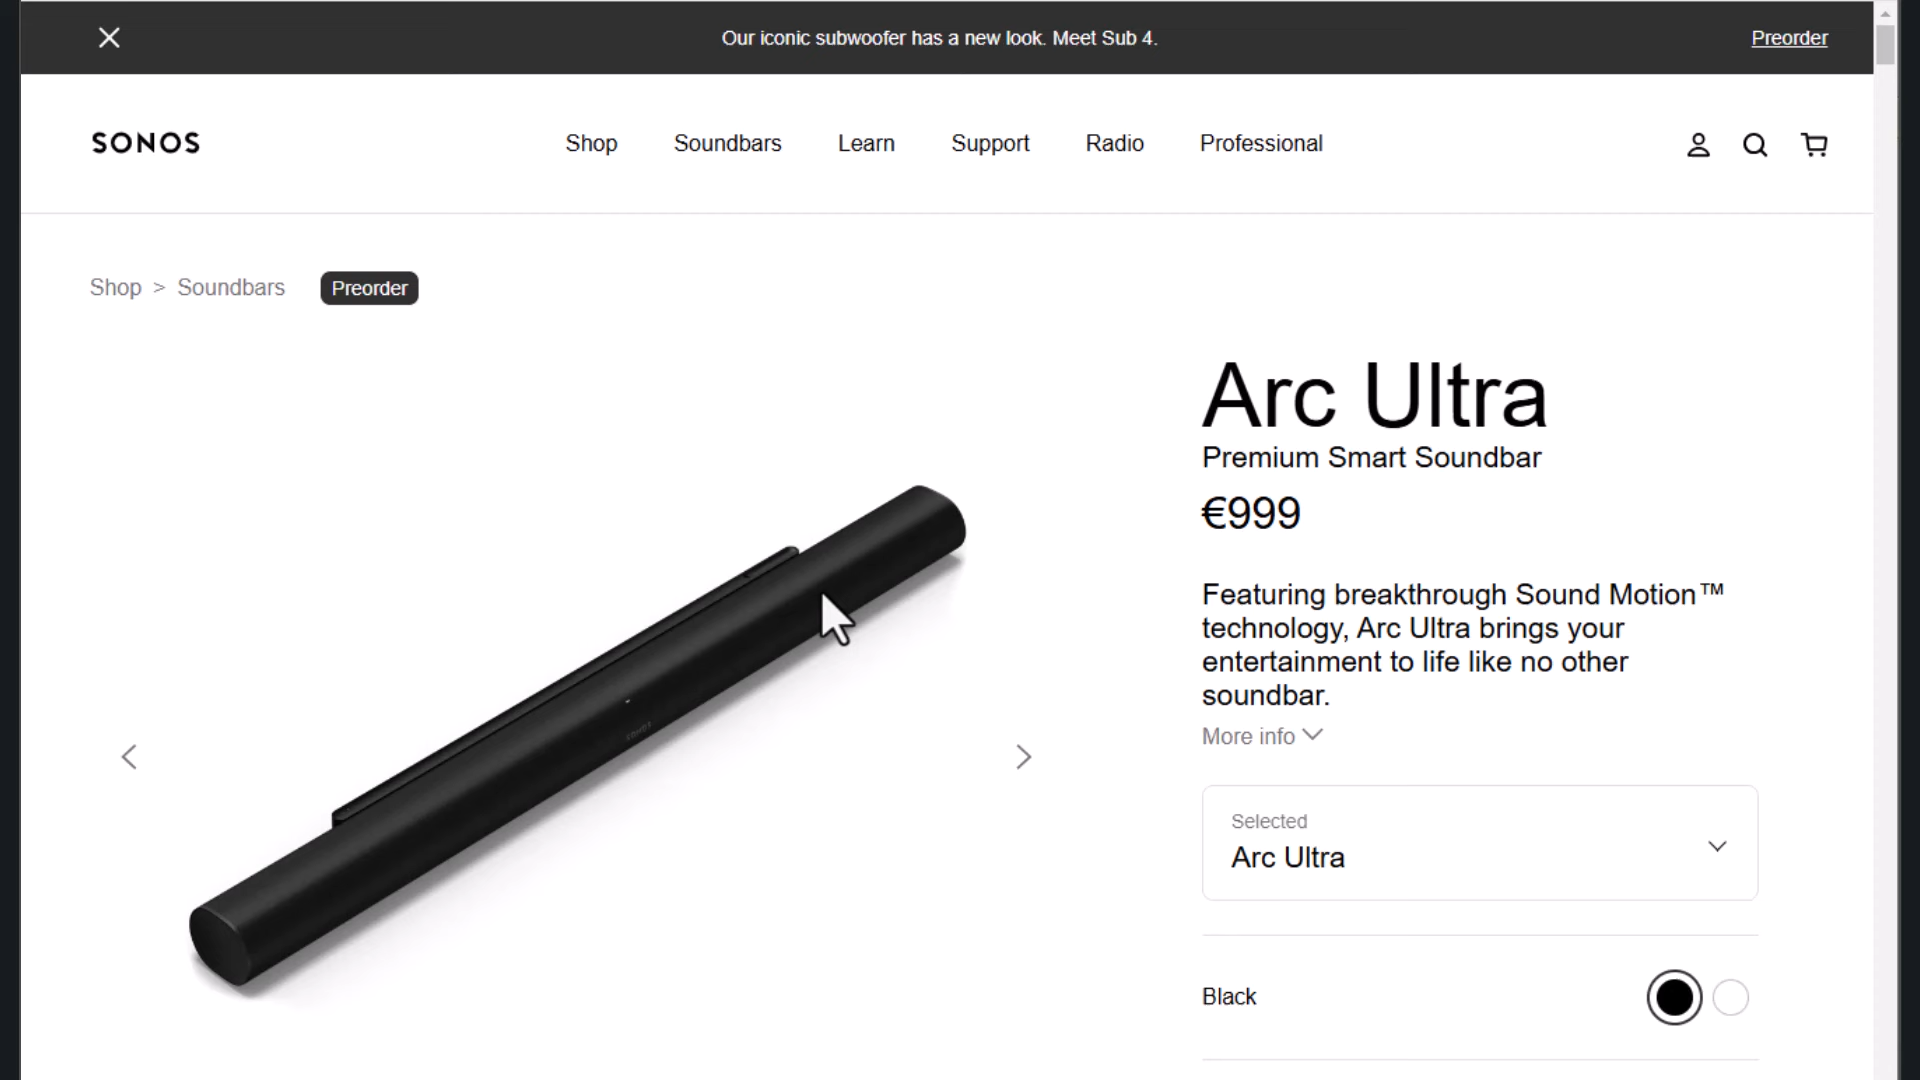 Our iconic subwoofer has a new look. Meet Sub 4.
Preorder
SONOS
Shop
Soundbars
Learn
Support
Radio
Professional
Shop > Soundbars
Preorder
Arc Ultra
Premium Smart Soundbar
€999
Featuring breakthrough Sound Motion™
technology, Arc Ultra brings your
entertainment to life like no other
soundbar.
More info
Selected
Arc Ultra
Black
SONOS